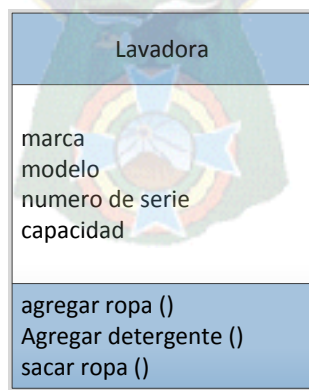 Lavadora
marca
modelo
numero de serie
capacidad
agregar ropa ()
Agregar detergente ()
sacar ropa ()